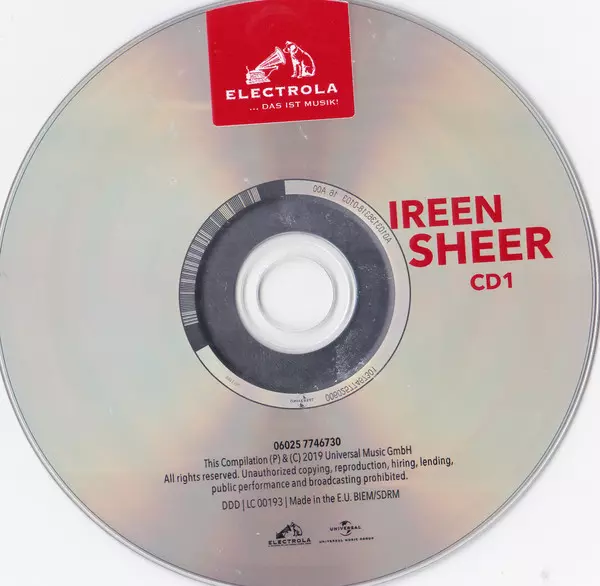 ELECTROLA
... DAS IST MUSIK!
IREEN
SHEER
CD1
06025 7746730
This Compilation (P) & (C) 2019 Universal Music GmbH
All rights reserved. Unauthorized copying, reproduction, hiring, lending,
public performance and broadcasting prohibited.
DDD | LC 00193 | Made in the E.U. BIEM/SDRM
ELECTROLA
UNIVERSAL
UNIVERSAL MUSIC GROUP